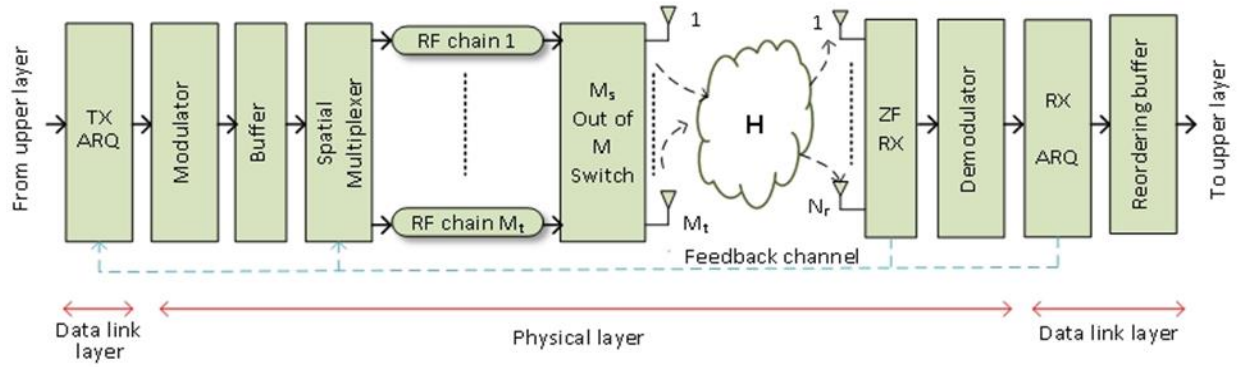 From upper layer
TX
ARQ
Modulator
Buffer
Spatial
Multiplexer
RF chain 1
RF chain Mₜ
Mₛ
Out of
M
Switch
1
Mₜ
H
1
Nᵣ
ZF
RX
Demodulator
RX
ARQ
Reordering buffer
To upper layer
Feedback channel
Data link
layer
Physical layer
Data link layer